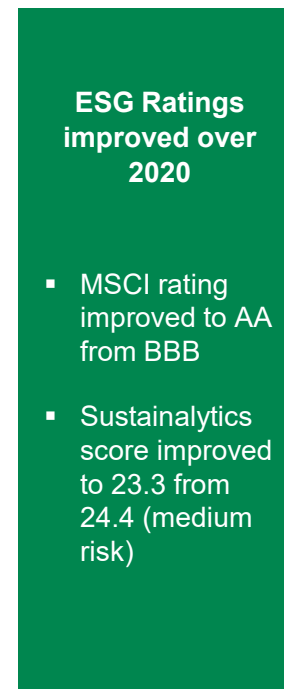 ESG Ratings
improved over
2020
▪ MSCI rating
improved to AA
from BBB
▪ Sustainalytics
score improved
to 23.3 from
24.4 (medium
risk)